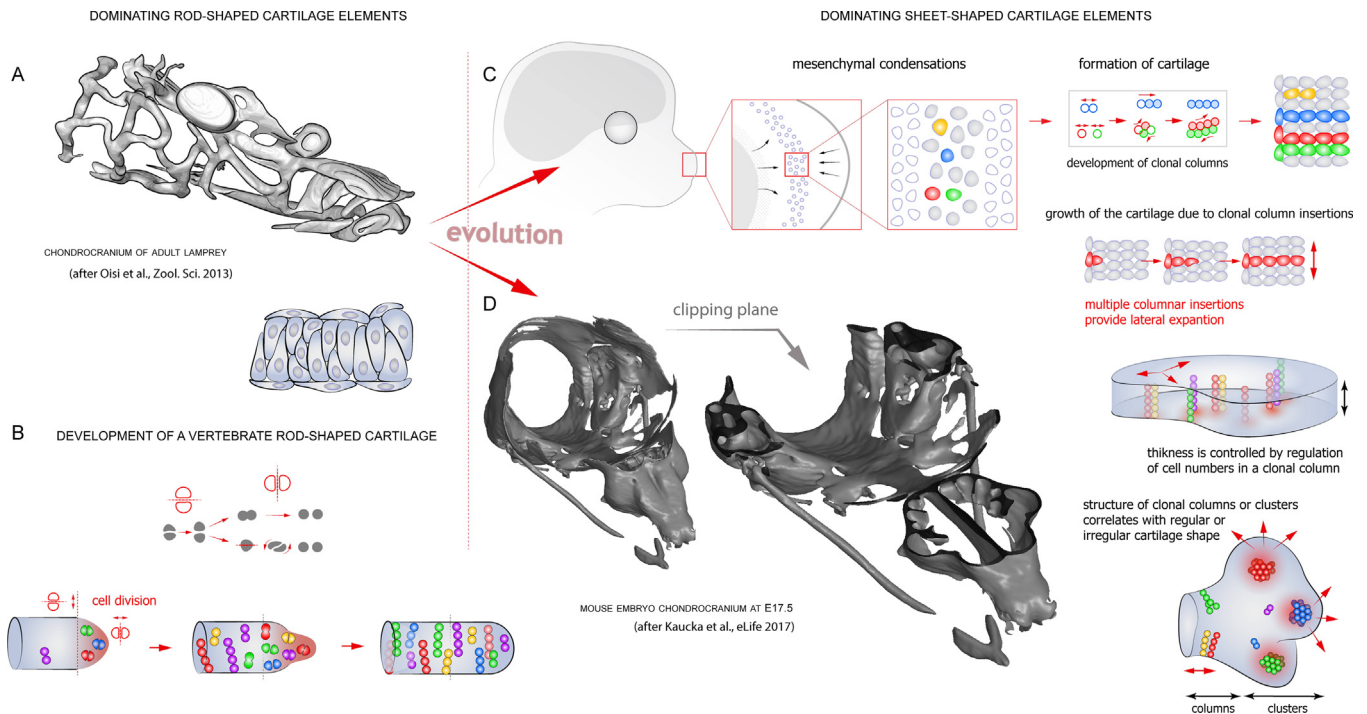 DOMINATING ROD-SHAPED CARTILAGE ELEMENTS
DOMINATING SHEET-SHAPED CARTILAGE ELEMENTS
A
CHONDROCRANIUM OF ADULT LAMPREY
(after Oisi et al., Zool. Sci. 2013)
B
DEVELOPMENT OF A VERTEBRATE ROD-SHAPED CARTILAGE
cell division
evolution
C
mesenchymal condensations
formation of cartilage
development of clonal columns
growth of the cartilage due to clonal column insertions
multiple columnar insertions
provide lateral expantion
thikness is controlled by regulation
of cell numbers in a clonal column
structure of clonal columns or clusters
correlates with regular or
irregular cartilage shape
columns
clusters
D
clipping plane
MOUSE EMBRYO CHONDROCRANIUM AT E17.5
(after Kaucka et al., eLife 2017)